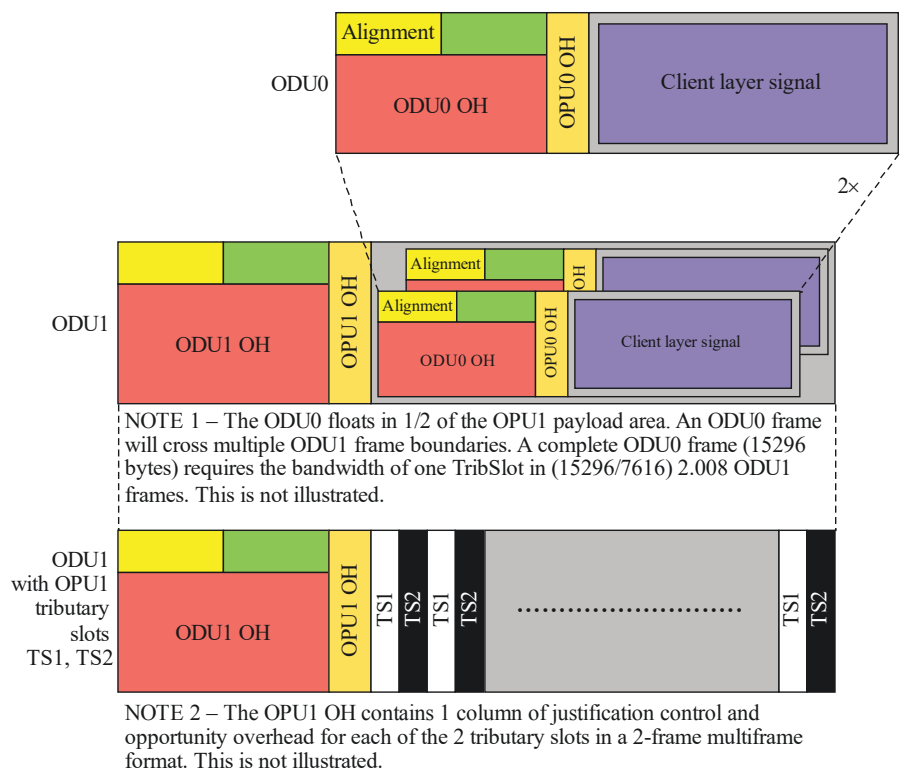 Alignment
ODU0
ODU0 OH
OPU0 OH
Client layer signal
2×
ODU1
ODU1 OH
OPU1 OH
Alignment
OH
Alignment
ODU0 OH
OPU0 OH
Client layer signal
NOTE 1 – The ODU0 floats in 1/2 of the OPU1 payload area. An ODU0 frame
will cross multiple ODU1 frame boundaries. A complete ODU0 frame (15296
bytes) requires the bandwidth of one TribSlot in (15296/7616) 2.008 ODU1
frames. This is not illustrated.
ODU1
with OPU1
tributary
slots
TS1, TS2
ODU1 OH
OPU1 OH
TS1
TS2
TS1
TS2
TS1
TS2
NOTE 2 – The OPU1 OH contains 1 column of justification control and
opportunity overhead for each of the 2 tributary slots in a 2-frame multiframe
format. This is not illustrated.